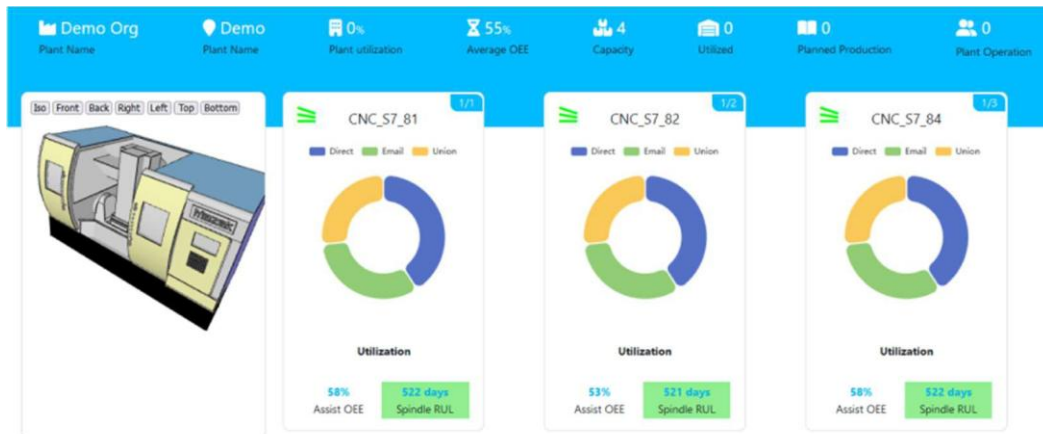 Demo Org
Plant Name
Demo
Plant Name
0%
Plant utilization
55%
Average OEE
4
Capacity
0
Utilized
0
Planned Production
0
Plant Operation
Iso Front Back Right Left Top Bottom
1/1
CNC_S7_81
Direct Email Union
Utilization
58%
Assist OEE
522 days
Spindle RUL
1/2
CNC_S7_82
Direct Email Union
Utilization
53%
Assist OEE
521 days
Spindle RUL
1/3
CNC_S7_84
Direct Email Union
Utilization
58%
Assist OEE
522 days
Spindle RUL